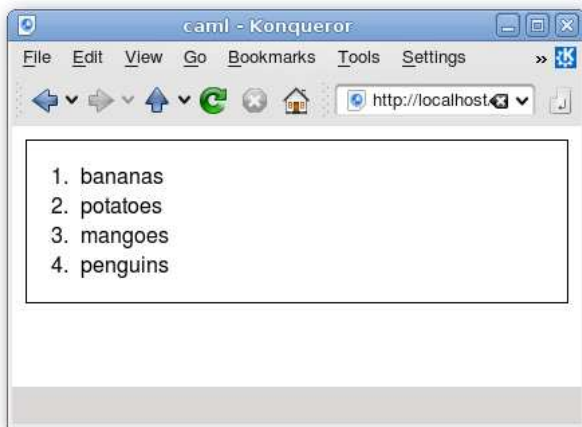 caml - Konqueror
File Edit View Go Bookmarks Tools Settings »
http://localhost
1. bananas
2. potatoes
3. mangoes
4. penguins